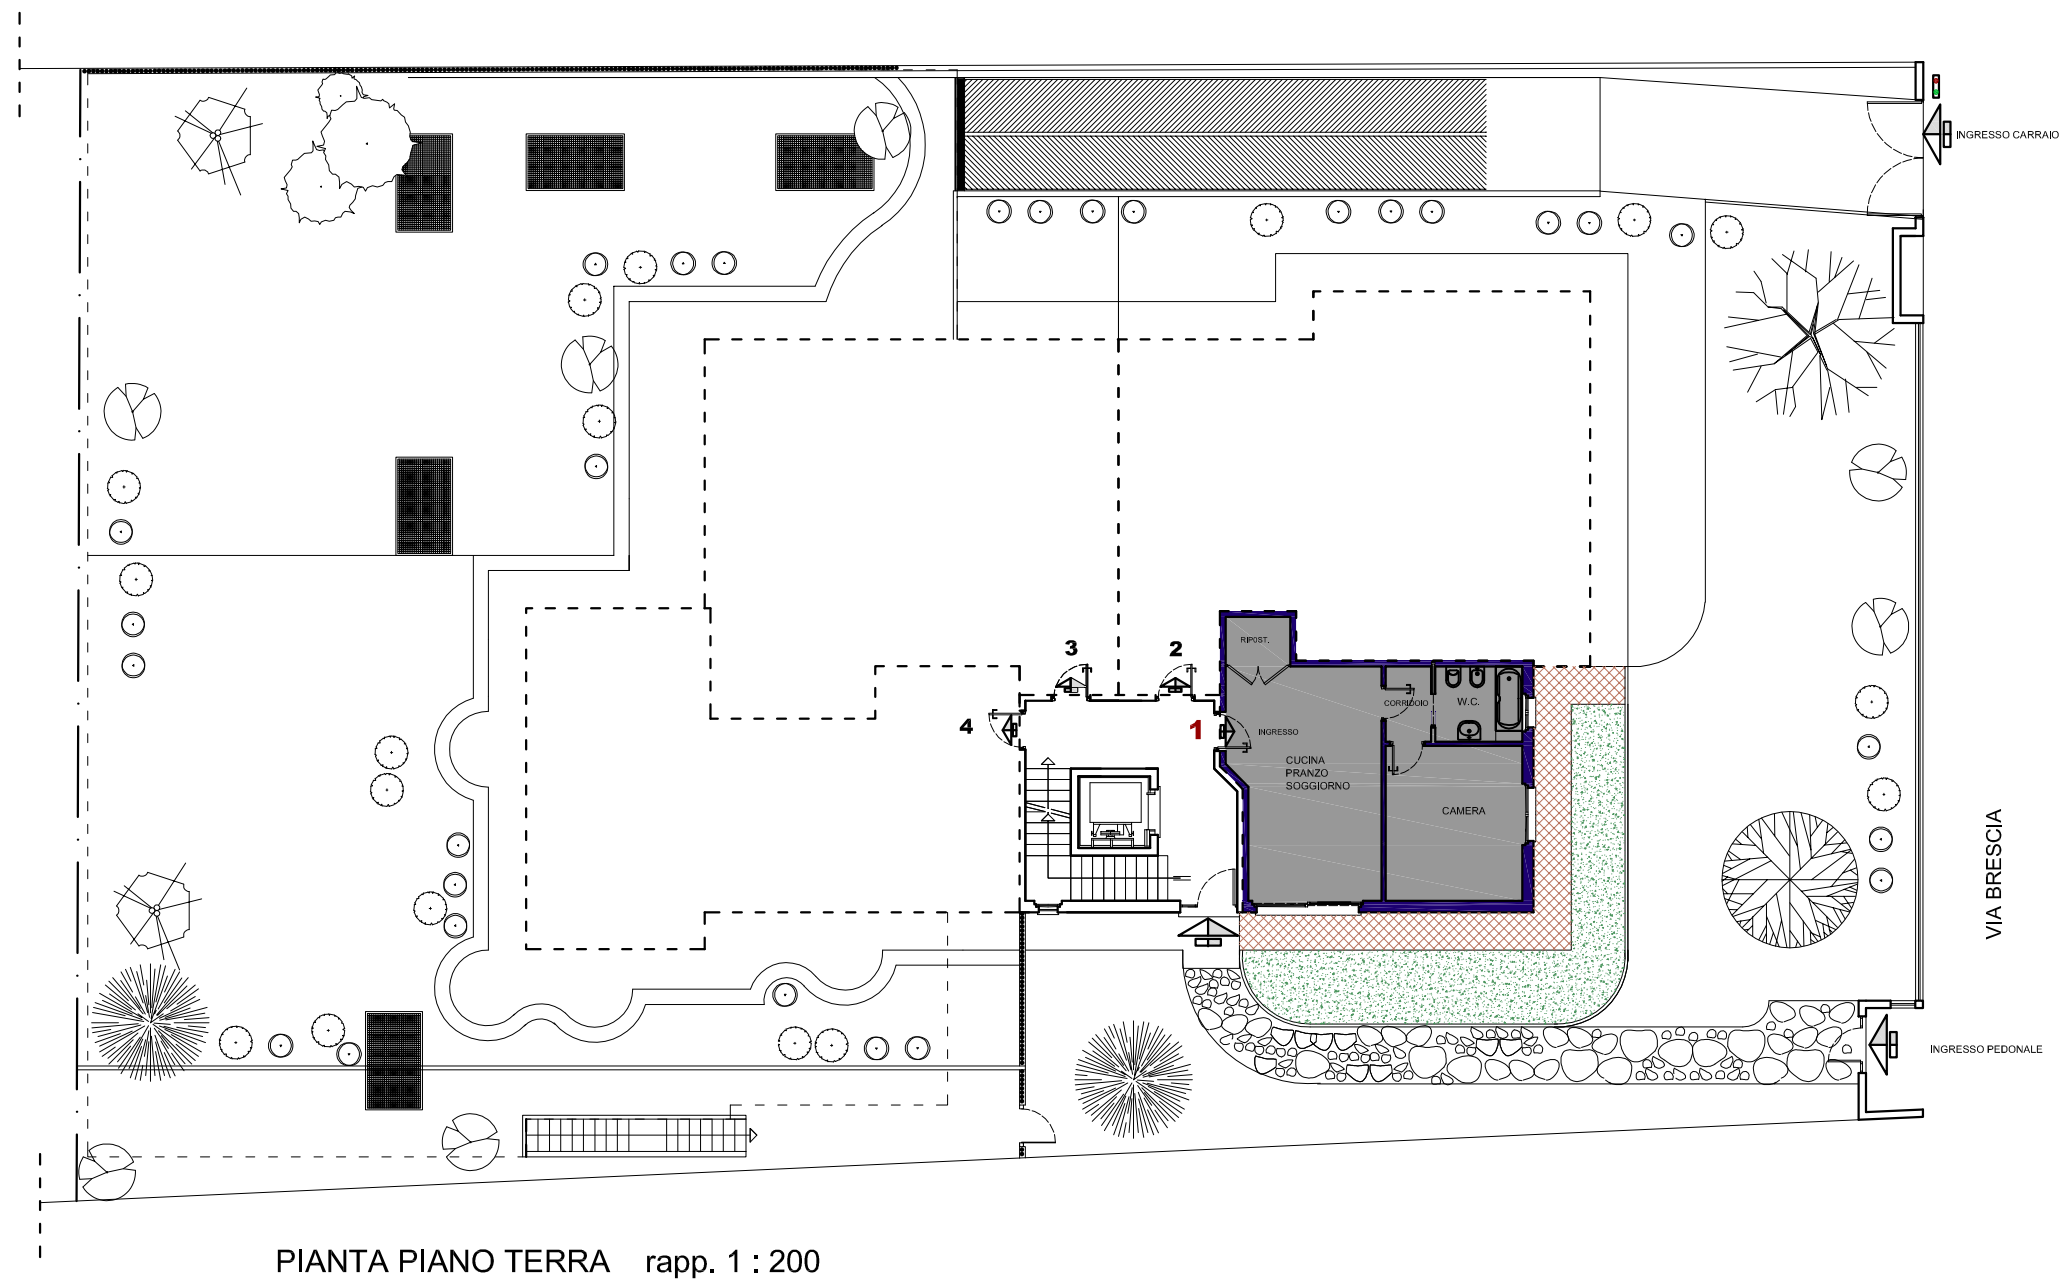 INGRESSO CARRAIO
RIPOST.
3
2
4
1
CORRIDOIO
W.C.
INGRESSO
CUCINA
PRANZO
SOGGIORNO
CAMERA
VIA BRESCIA
INGRESSO PEDONALE
PIANTA PIANO TERRA rapp. 1 : 200